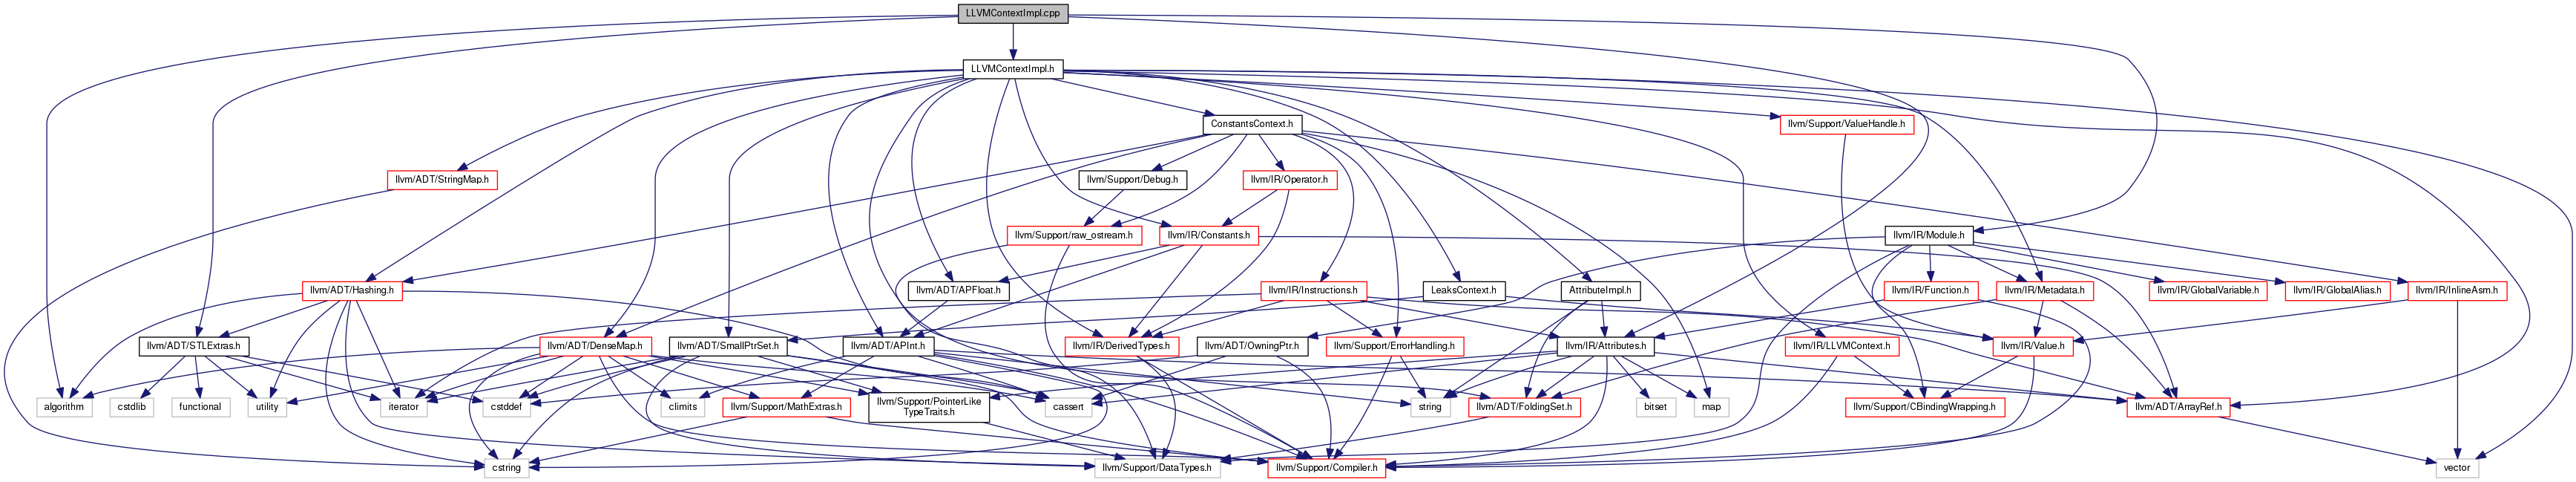 LLVMContextImpl.cpp
LLVMContextImpl.h
ConstantsContext.h
llvm/Support/ValueHandle.h
llvm/ADT/StringMap.h
llvm/Support/Debug.h
llvm/IR/Operator.h
llvm/Support/raw_ostream.h
llvm/IR/Constants.h
llvm/IR/Module.h
llvm/ADT/Hashing.h
llvm/ADT/APFloat.h
llvm/IR/Instructions.h
LeaksContext.h
AttributeImpl.h
llvm/IR/Function.h
llvm/IR/Metadata.h
llvm/IR/GlobalVariable.h
llvm/IR/GlobalAlias.h
llvm/IR/InlineAsm.h
llvm/ADT/STLExtras.h
llvm/ADT/DenseMap.h
llvm/ADT/SmallPtrSet.h
llvm/ADT/APInt.h
llvm/IR/DerivedTypes.h
llvm/ADT/OwningPtr.h
llvm/Support/ErrorHandling.h
llvm/IR/Attributes.h
llvm/IR/LLVMContext.h
llvm/IR/Value.h
algorithm
cstdlib
functional
utility
iterator
cstddef
climits
llvm/Support/MathExtras.h
llvm/Support/PointerLike
TypeTraits.h
cassert
string
llvm/ADT/FoldingSet.h
bitset
map
llvm/Support/CBindingWrapping.h
llvm/ADT/ArrayRef.h
cstring
llvm/Support/DataTypes.h
llvm/Support/Compiler.h
vector